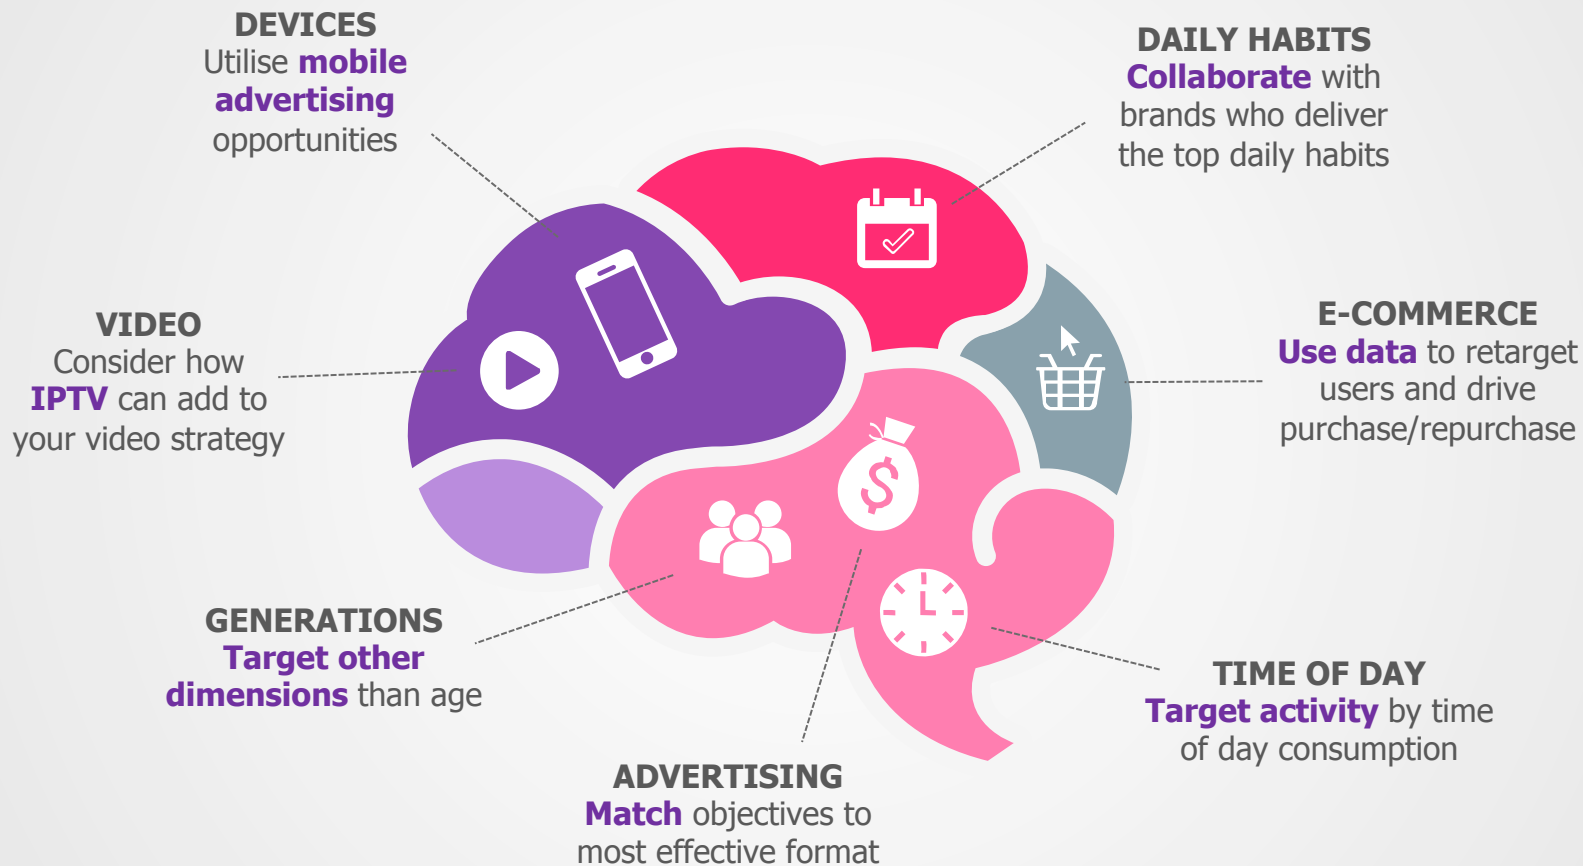 DEVICES
Utilise mobile
advertising
opportunities
DAILY HABITS
Collaborate with
brands who deliver
the top daily habits
VIDEO
Consider how
IPTV can add to
your video strategy
E-COMMERCE
Use data to retarget
users and drive
purchase/repurchase
GENERATIONS
Target other
dimensions than age
TIME OF DAY
Target activity by time
of day consumption
ADVERTISING
Match objectives to
most effective format